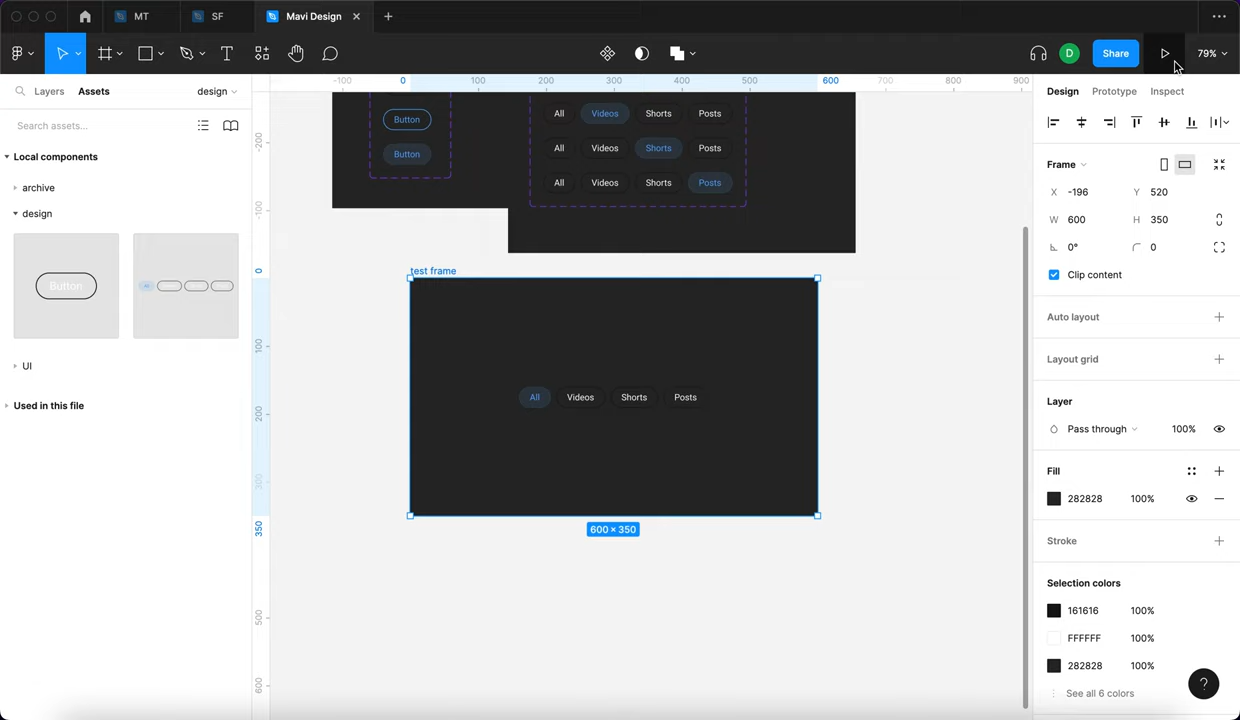 MT
SF
Mavi Design
D
Share
79%
-100
0
100
200
300
400
500
600
700
800
900
Layers
Assets
design
Search assets...
Local components
archive
design
Button
UI
Used in this file
-200
-100
0
100
200
300
350
500
600
Button
Button
All
Videos
Shorts
Posts
All
Videos
Shorts
Posts
All
Videos
Shorts
Posts
test frame
All
Videos
Shorts
Posts
600 × 350
Design
Prototype
Inspect
Frame
X -196
Y 520
W 600
H 350
0°
0
Clip content
Auto layout
Layout grid
Layer
Pass through
100%
Fill
282828
100%
Stroke
Selection colors
161616
100%
FFFFFF
100%
282828
100%
See all 6 colors
?